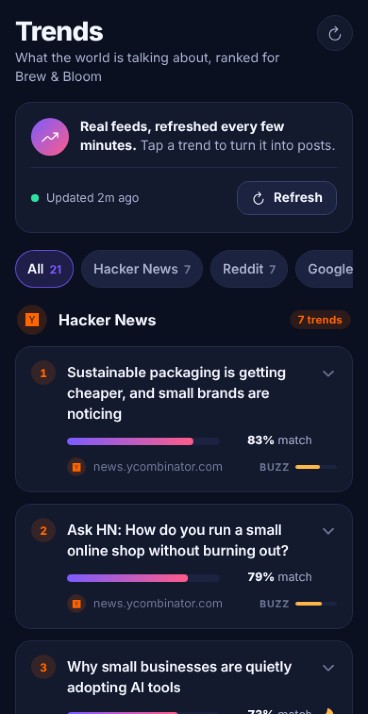 Trends
What the world is talking about, ranked for
Brew & Bloom
Real feeds, refreshed every few
minutes. Tap a trend to turn it into posts.
Updated 2m ago
Refresh
All 21
Hacker News 7
Reddit 7
Google
Y
Hacker News
7 trends
1
Sustainable packaging is getting
cheaper, and small brands are
noticing
83% match
news.ycombinator.com
BUZZ
2
Ask HN: How do you run a small
online shop without burning out?
79% match
news.ycombinator.com
BUZZ
3
Why small businesses are quietly
adopting AI tools
73% match